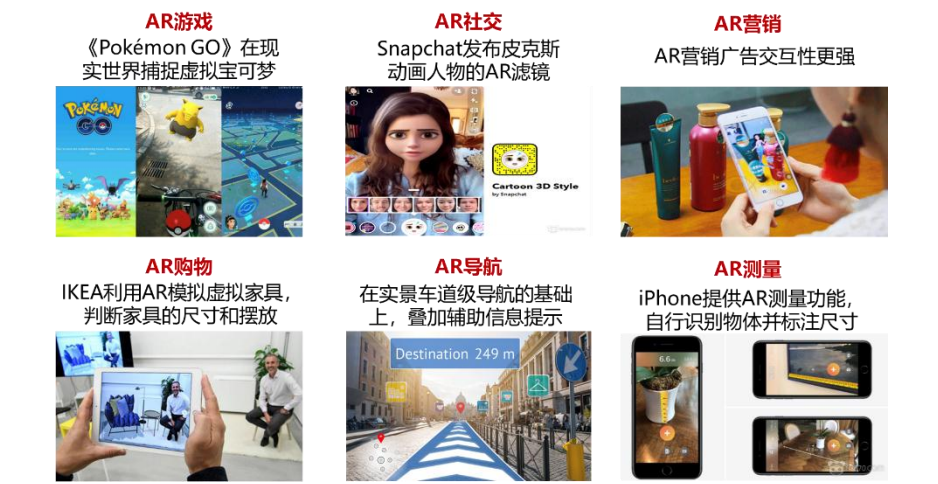 AR游戏
《Pokémon GO》在现
实世界捕捉虚拟宝可梦
AR社交
Snapchat发布皮克斯
动画人物的AR滤镜
AR营销
AR营销广告交互性更强
POKÉMON
GO
Cartoon 3D Style
by Snapchat
AR购物
IKEA利用AR模拟虚拟家具，
判断家具的尺寸和摆放
AR导航
在实景车道级导航的基础
上，叠加辅助信息提示
AR测量
iPhone提供AR测量功能，
自行识别物体并标注尺寸
Destination 249 m
6.6